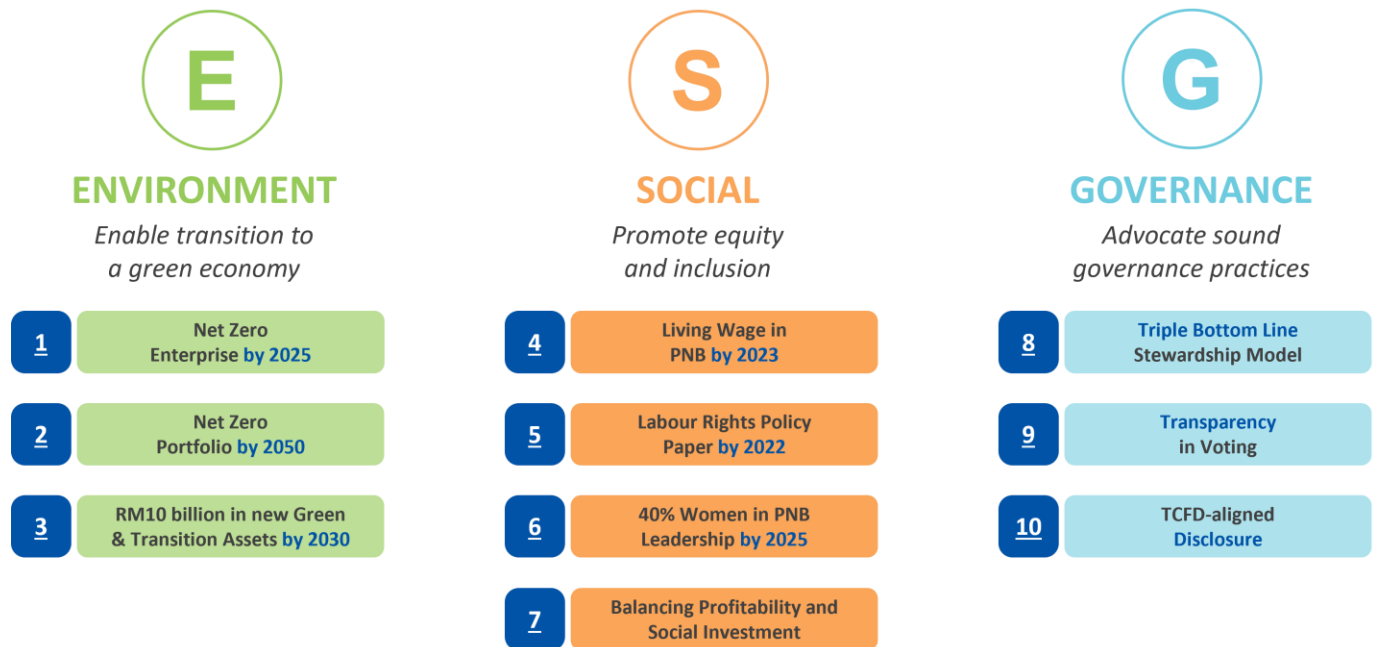 E
ENVIRONMENT
Enable transition to
a green economy
1
Net Zero
Enterprise by 2025
2
Net Zero
Portfolio by 2050
3
RM10 billion in new Green
& Transition Assets by 2030
S
SOCIAL
Promote equity
and inclusion
4
Living Wage in
PNB by 2023
5
Labour Rights Policy
Paper by 2022
6
40% Women in PNB
Leadership by 2025
7
Balancing Profitability and
Social Investment
G
GOVERNANCE
Advocate sound
governance practices
8
Triple Bottom Line
Stewardship Model
9
Transparency
in Voting
10
TCFD-aligned
Disclosure